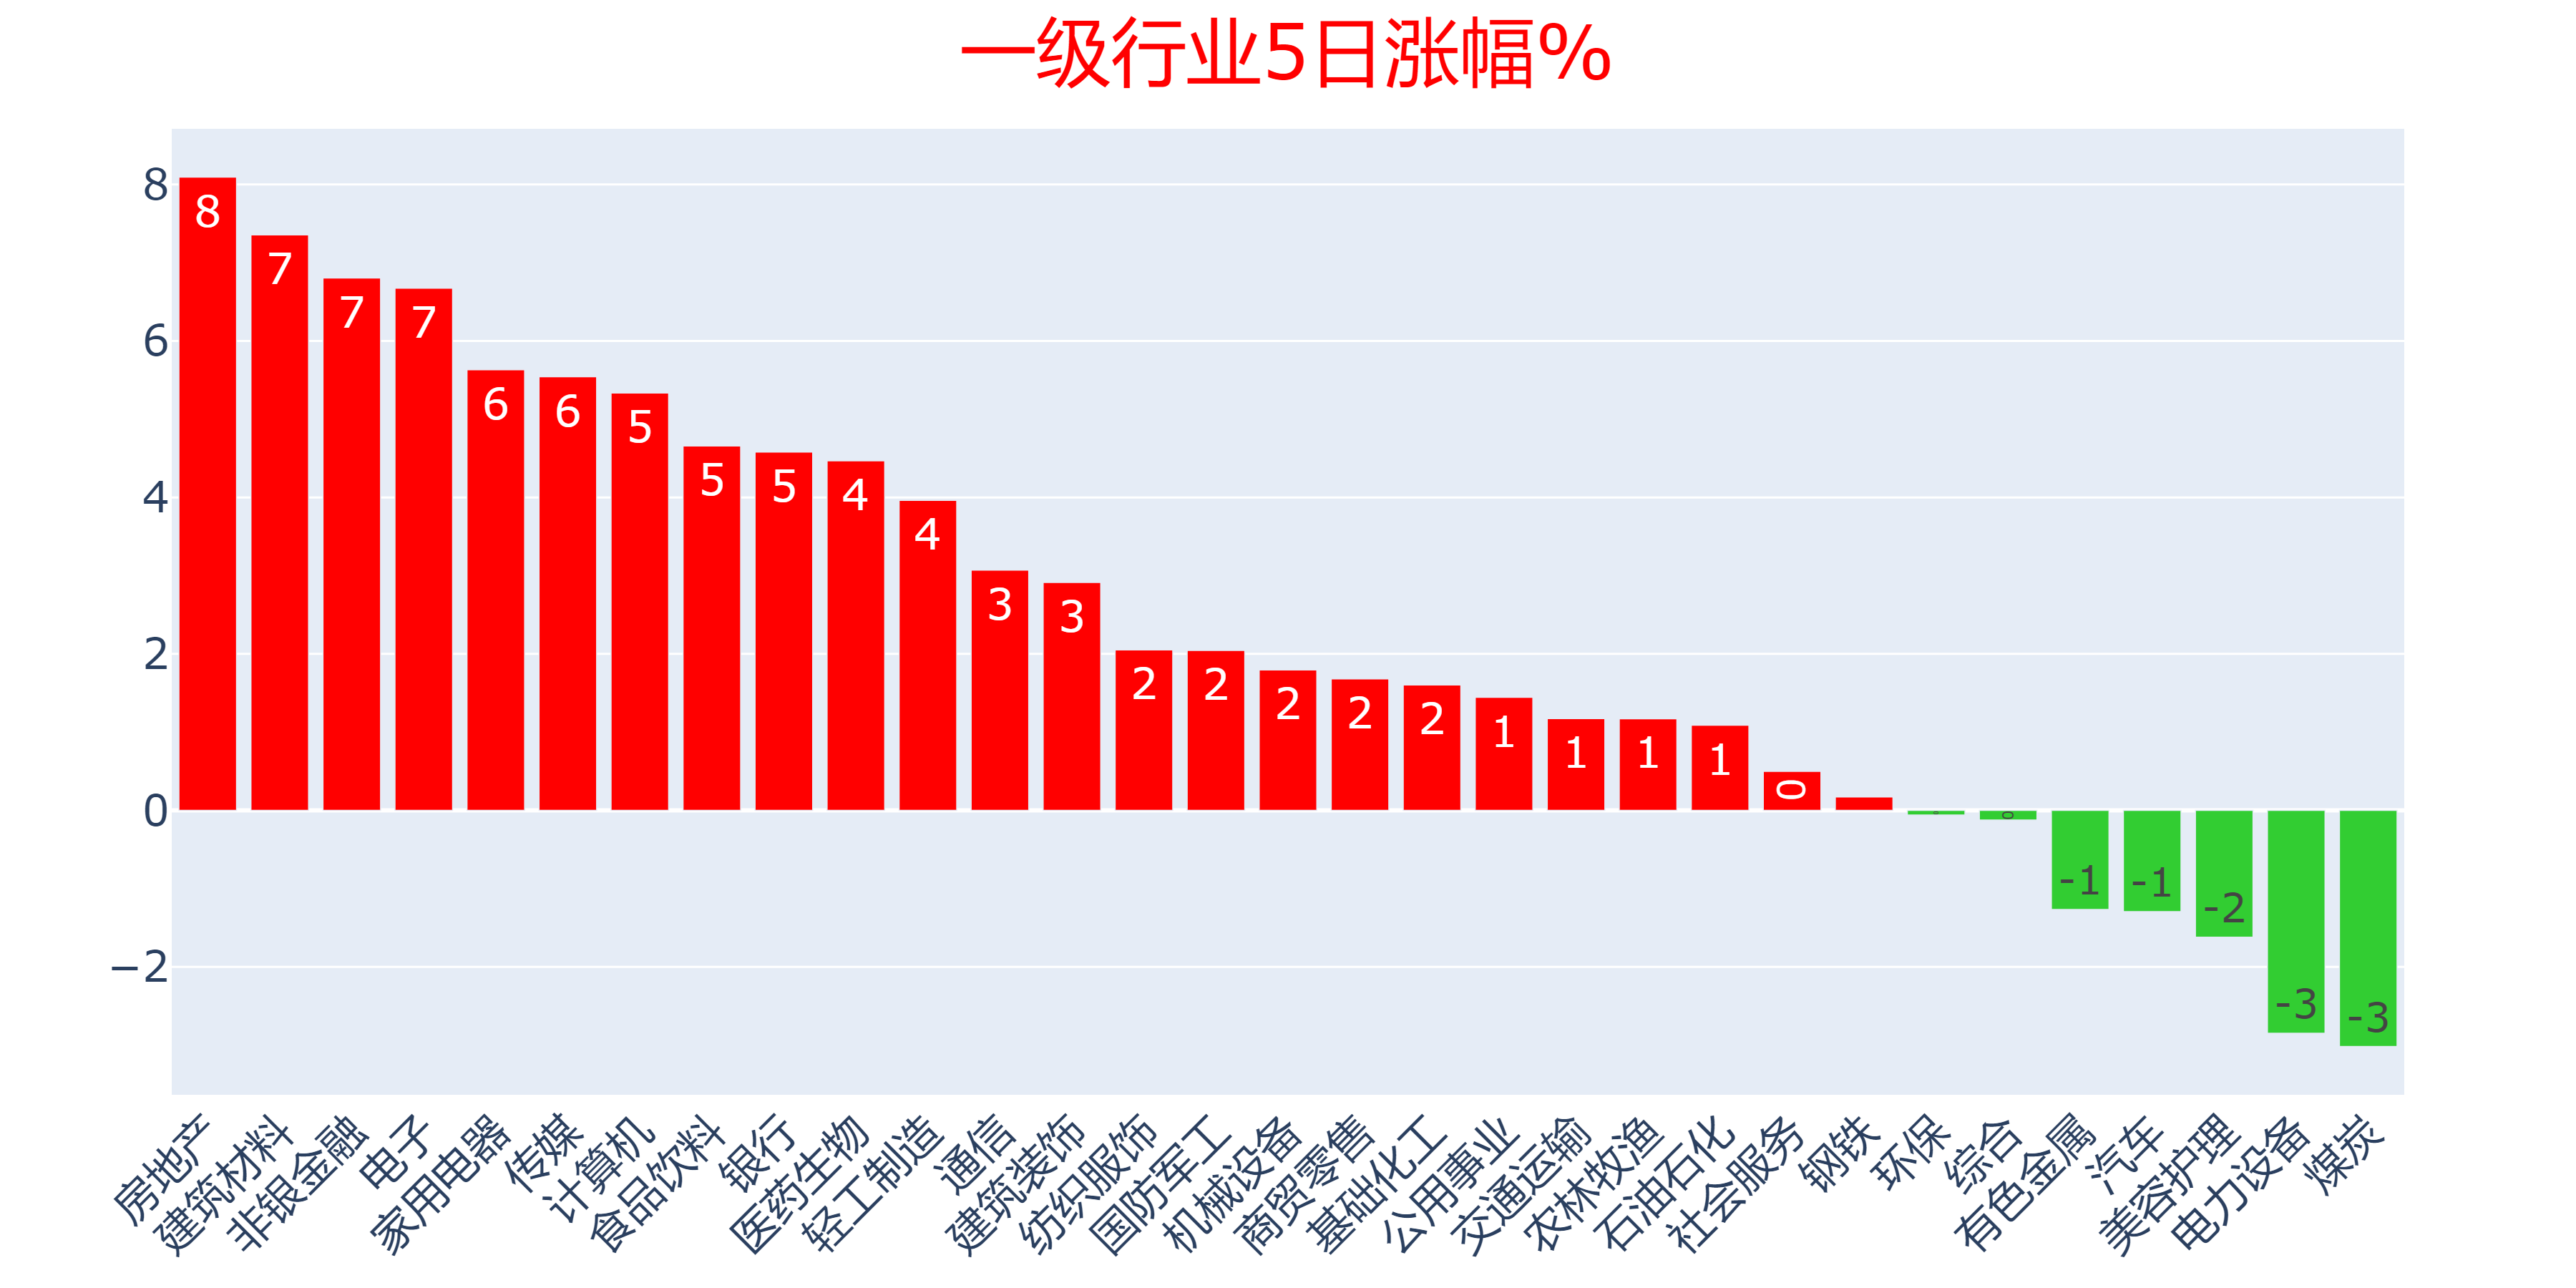 一级行业5日涨幅%
8
6
4
2
0
−2
8
7
7
7
6
6
5
5
5
4
4
3
3
2
2
2
2
2
1
1
1
1
0
0
-1
-1
-2
-3
-3
房地产
建筑材料
非银金融
电子
家用电器
传媒
计算机
食品饮料
银行
医药生物
轻工制造
通信
建筑装饰
纺织服饰
国防军工
机械设备
商贸零售
基础化工
公用事业
交通运输
农林牧渔
石油石化
社会服务
钢铁
环保
综合
有色金属
汽车
美容护理
电力设备
煤炭